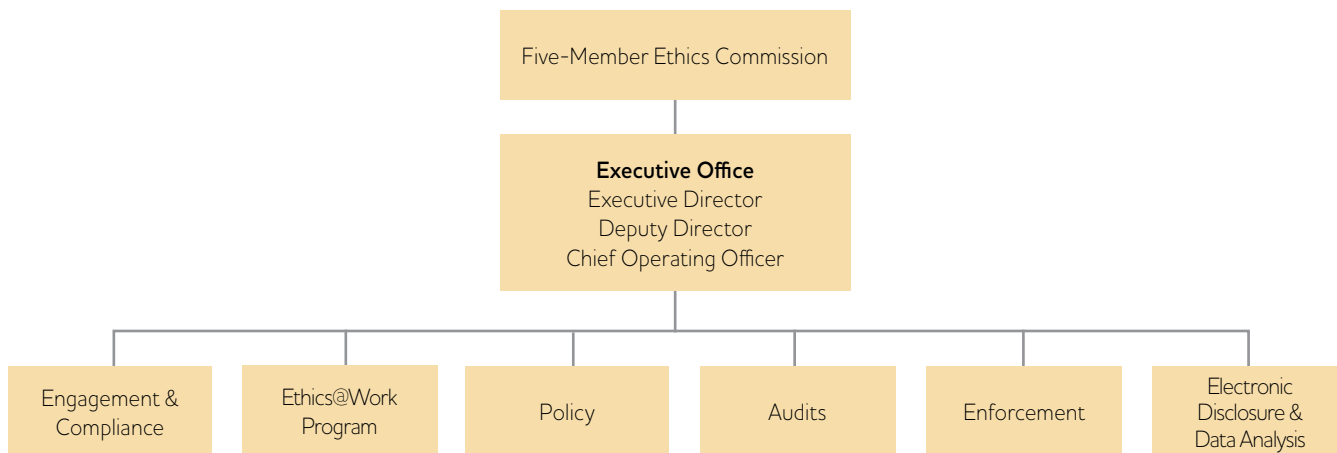 Five-Member Ethics Commission
Executive Office
Executive Director
Deputy Director
Chief Operating Officer
Engagement &
Compliance
Ethics@Work
Program
Policy
Audits
Enforcement
Electronic
Disclosure &
Data Analysis